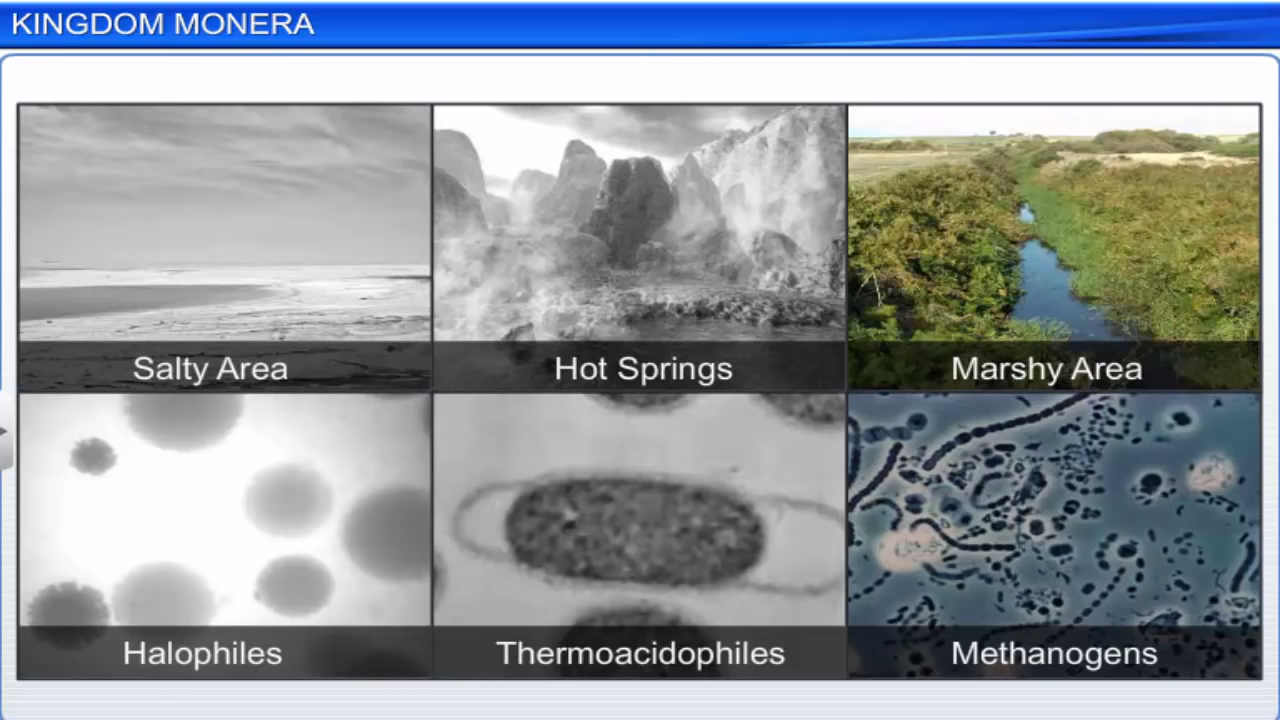 KINGDOM MONERA
Salty Area
Hot Springs
Marshy Area
Halophiles
Thermoacidophiles
Methanogens